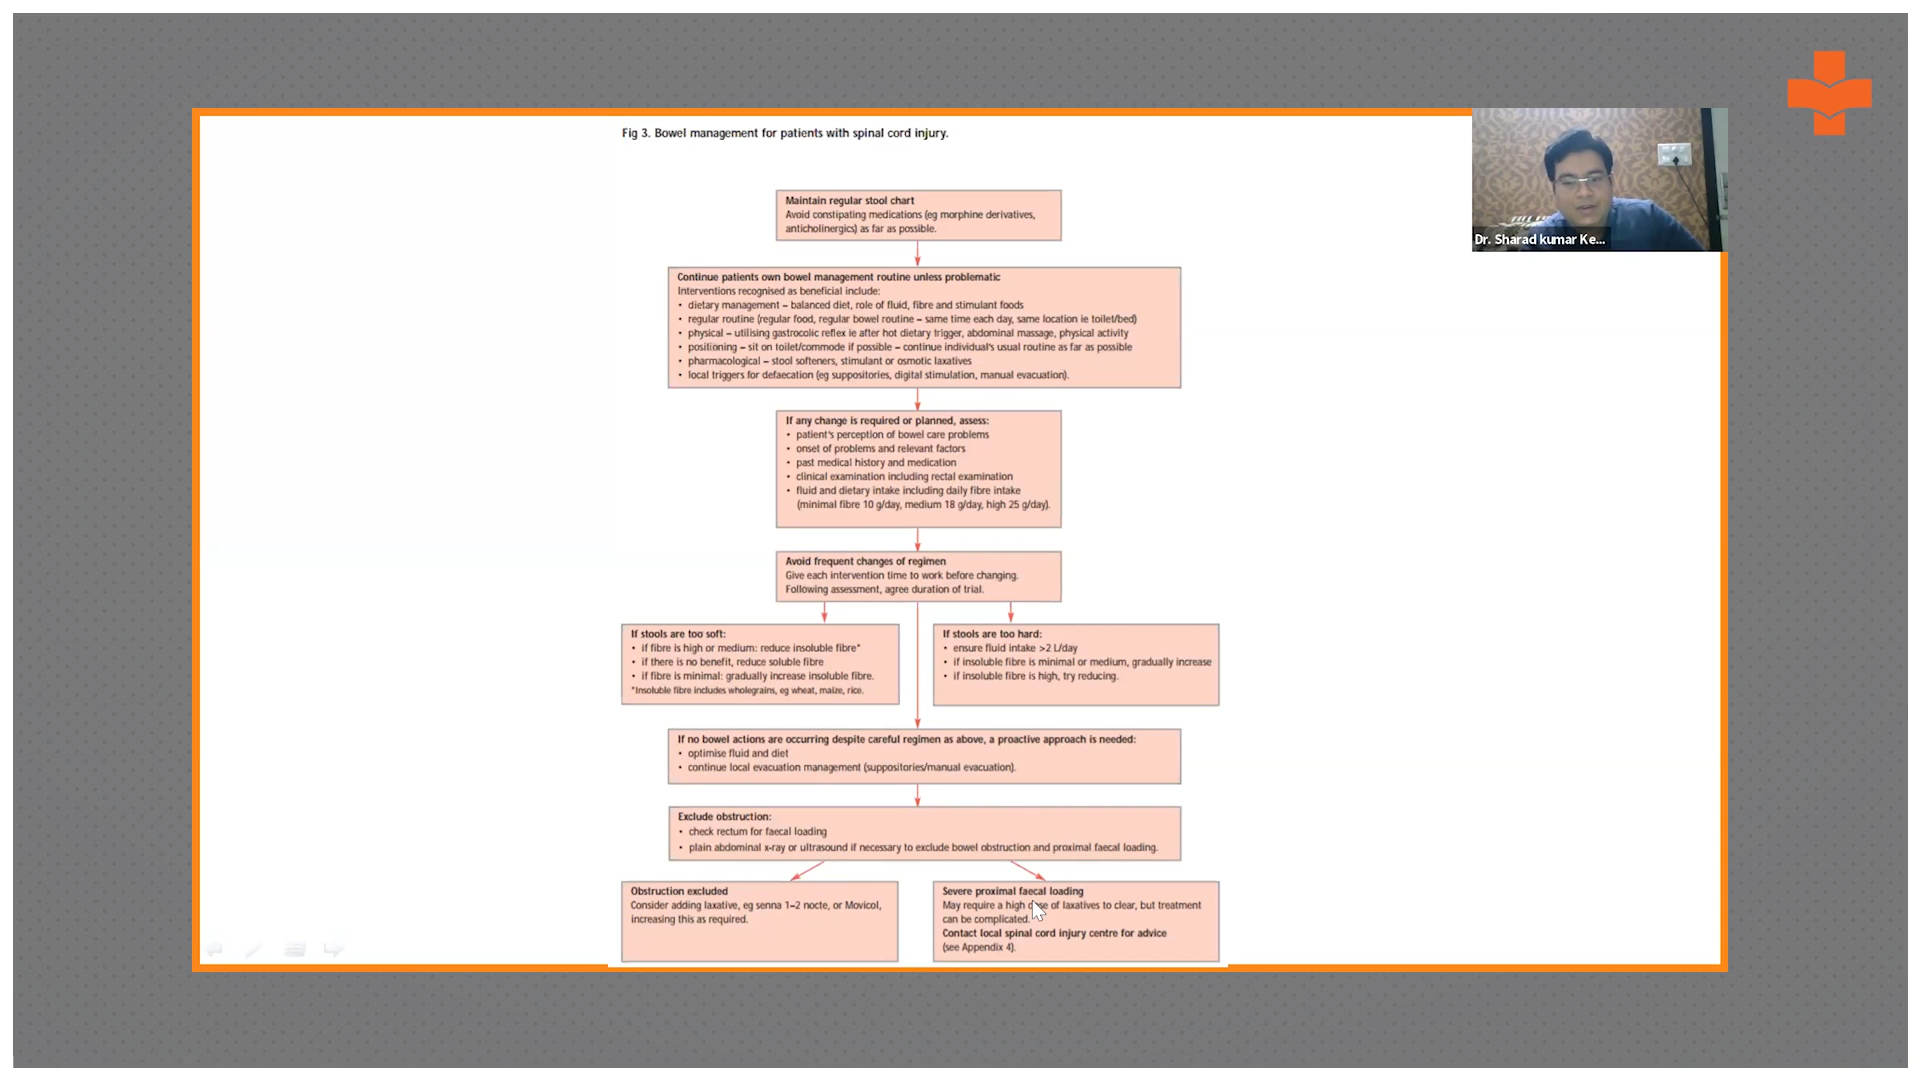 Fig 3. Bowel management for patients with spinal cord injury.
Dr. Sharad kumar Ke...
Maintain regular stool chart
Avoid constipating medications (eg morphine derivatives,
anticholinergics) as far as possible.
Continue patients own bowel management routine unless problematic
Interventions recognised as beneficial include:
• dietary management – balanced diet, role of fluid, fibre and stimulant foods
• regular routine (regular food, regular bowel routine – same time each day, same location ie toilet/bed)
• physical – utilising gastrocolic reflex ie after hot dietary trigger, abdominal massage, physical activity
• positioning – sit on toilet/commode if possible – continue individual's usual routine as far as possible
• pharmacological – stool softeners, stimulant or osmotic laxatives
• local triggers for defaecation (eg suppositories, digital stimulation, manual evacuation).
If any change is required or planned, assess:
• patient's perception of bowel care problems
• onset of problems and relevant factors
• past medical history and medication
• clinical examination including rectal examination
• fluid and dietary intake including daily fibre intake
(minimal fibre 10 g/day, medium 18 g/day, high 25 g/day).
Avoid frequent changes of regimen
Give each intervention time to work before changing.
Following assessment, agree duration of trial.
If stools are too soft:
• if fibre is high or medium: reduce insoluble fibre*
• if there is no benefit, reduce soluble fibre
• if fibre is minimal: gradually increase insoluble fibre.
*Insoluble fibre includes wholegrains, eg wheat, maize, rice.
If stools are too hard:
• ensure fluid intake >2 L/day
• if insoluble fibre is minimal or medium, gradually increase
• if insoluble fibre is high, try reducing.
If no bowel actions are occurring despite careful regimen as above, a proactive approach is needed:
• optimise fluid and diet
• continue local evacuation management (suppositories/manual evacuation).
Exclude obstruction:
• check rectum for faecal loading
• plain abdominal x-ray or ultrasound if necessary to exclude bowel obstruction and proximal faecal loading.
Obstruction excluded
Consider adding laxative, eg senna 1–2 nocte, or Movicol,
increasing this as required.
Severe proximal faecal loading
May require a high dose of laxatives to clear, but treatment
can be complicated.
Contact local spinal cord injury centre for advice
(see Appendix 4).